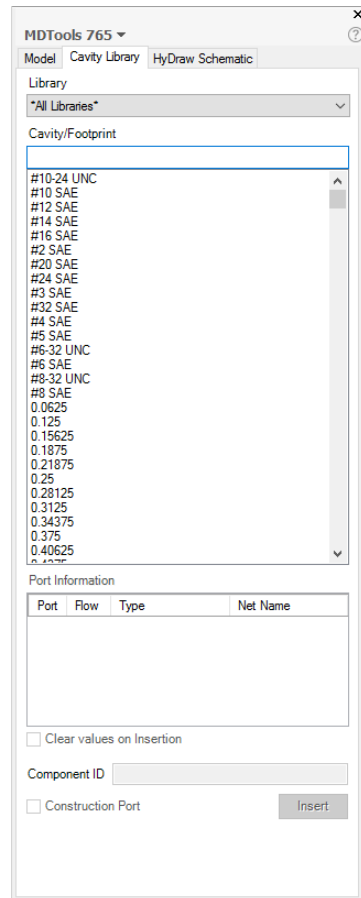 MDTools 765
Model Cavity Library HyDraw Schematic
Library
*All Libraries*
Cavity/Footprint
#10-24 UNC
#10 SAE
#12 SAE
#14 SAE
#16 SAE
#2 SAE
#20 SAE
#24 SAE
#3 SAE
#32 SAE
#4 SAE
#5 SAE
#6-32 UNC
#6 SAE
#8-32 UNC
#8 SAE
0.0625
0.125
0.15625
0.1875
0.21875
0.25
0.28125
0.3125
0.34375
0.375
0.40625
Port Information
Port Flow Type Net Name
Clear values on Insertion
Component ID
Construction Port Insert